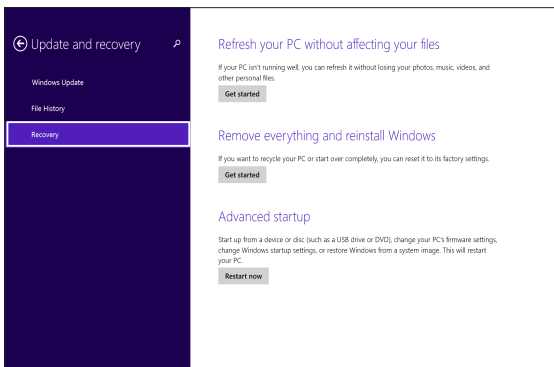 Update and recovery
Windows Update
File History
Recovery
Refresh your PC without affecting your files
If your PC isn't running well, you can refresh it without losing your photos, music, videos, and
other personal files.
Get started
Remove everything and reinstall Windows
If you want to recycle your PC or start over completely, you can reset it to its factory settings.
Get started
Advanced startup
Start up from a device or disc (such as a USB drive or DVD), change your PC's firmware settings,
change Windows startup settings, or restore Windows from a system image. This will restart
your PC.
Restart now